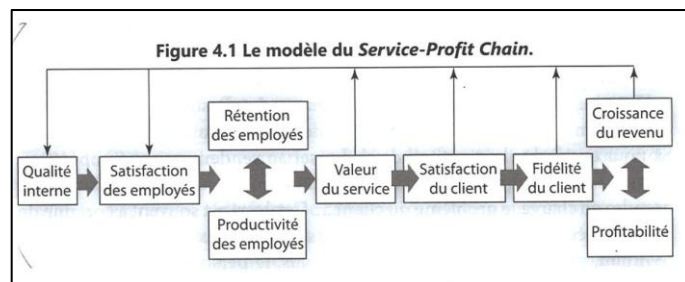 Figure 4.1 Le modèle du Service-Profit Chain.
Qualité
interne
Satisfaction
des employés
Rétention
des employés
Productivité
des employés
Valeur
du service
Satisfaction
du client
Fidélité
du client
Croissance
du revenu
Profitabilité